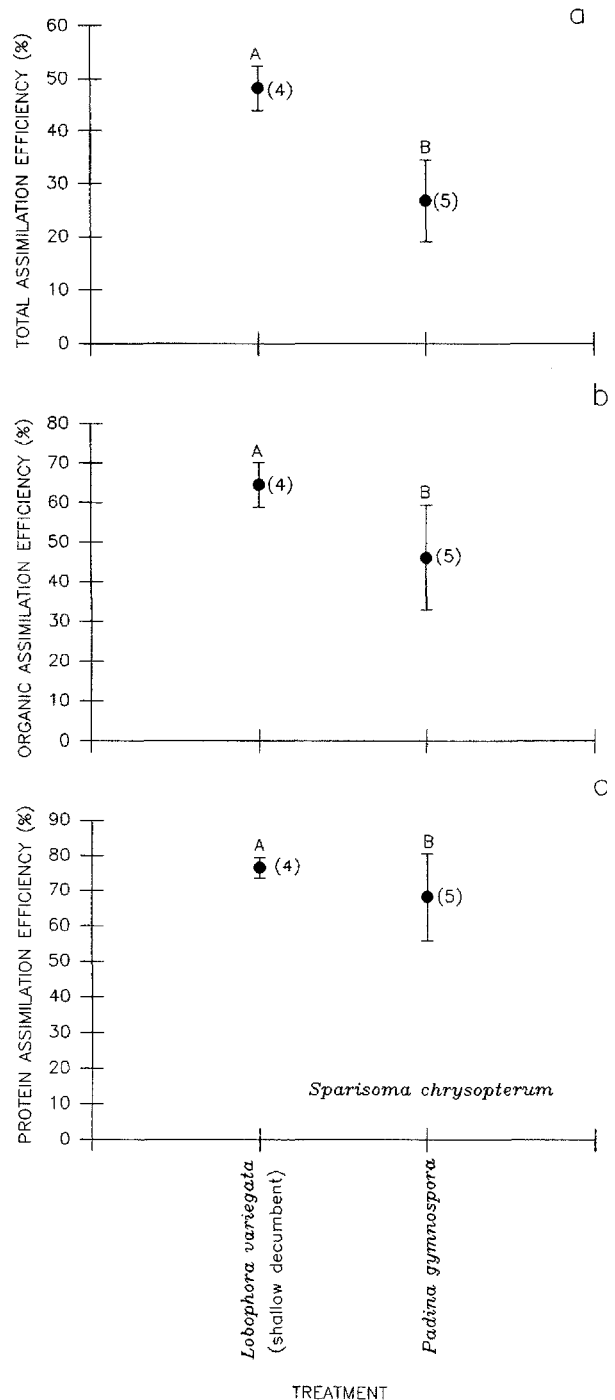 a
TOTAL ASSIMILATION EFFICIENCY (%)
60
50
40
30
20
10
0
A
(4)
B
(5)
b
ORGANIC ASSIMILATION EFFICIENCY (%)
80
70
60
50
40
30
20
10
0
A
(4)
B
(5)
c
PROTEIN ASSIMILATION EFFICIENCY (%)
90
80
70
60
50
40
30
20
10
0
A
(4)
B
(5)
Sparisoma chrysopterum
Lobophora variegata
(shallow decumbent)
Padina gymnospora
TREATMENT